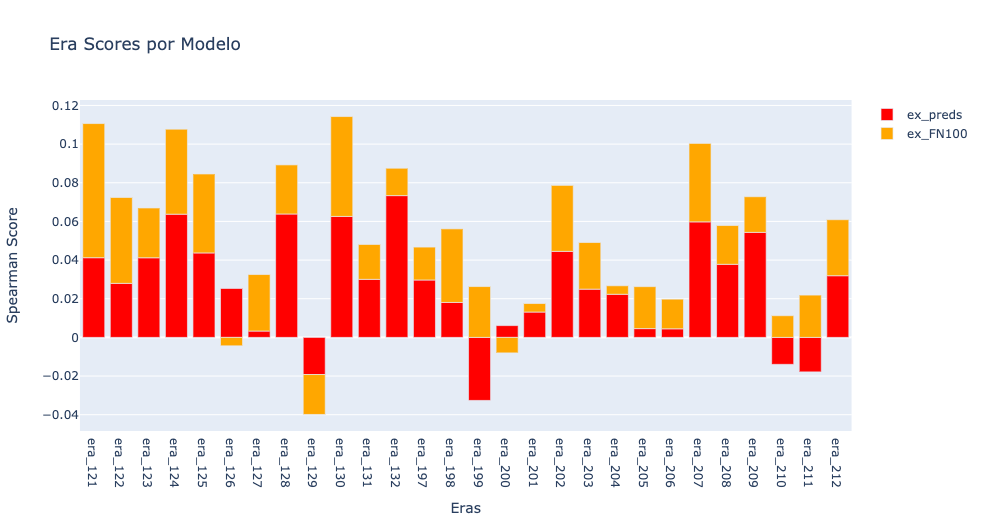 Era Scores por Modelo
ex_preds
ex_FN100
Spearman Score
0.12
0.1
0.08
0.06
0.04
0.02
0
−0.02
−0.04
era_121
era_122
era_123
era_124
era_125
era_126
era_127
era_128
era_129
era_130
era_131
era_132
era_197
era_198
era_199
era_200
era_201
era_202
era_203
era_204
era_205
era_206
era_207
era_208
era_209
era_210
era_211
era_212
Eras